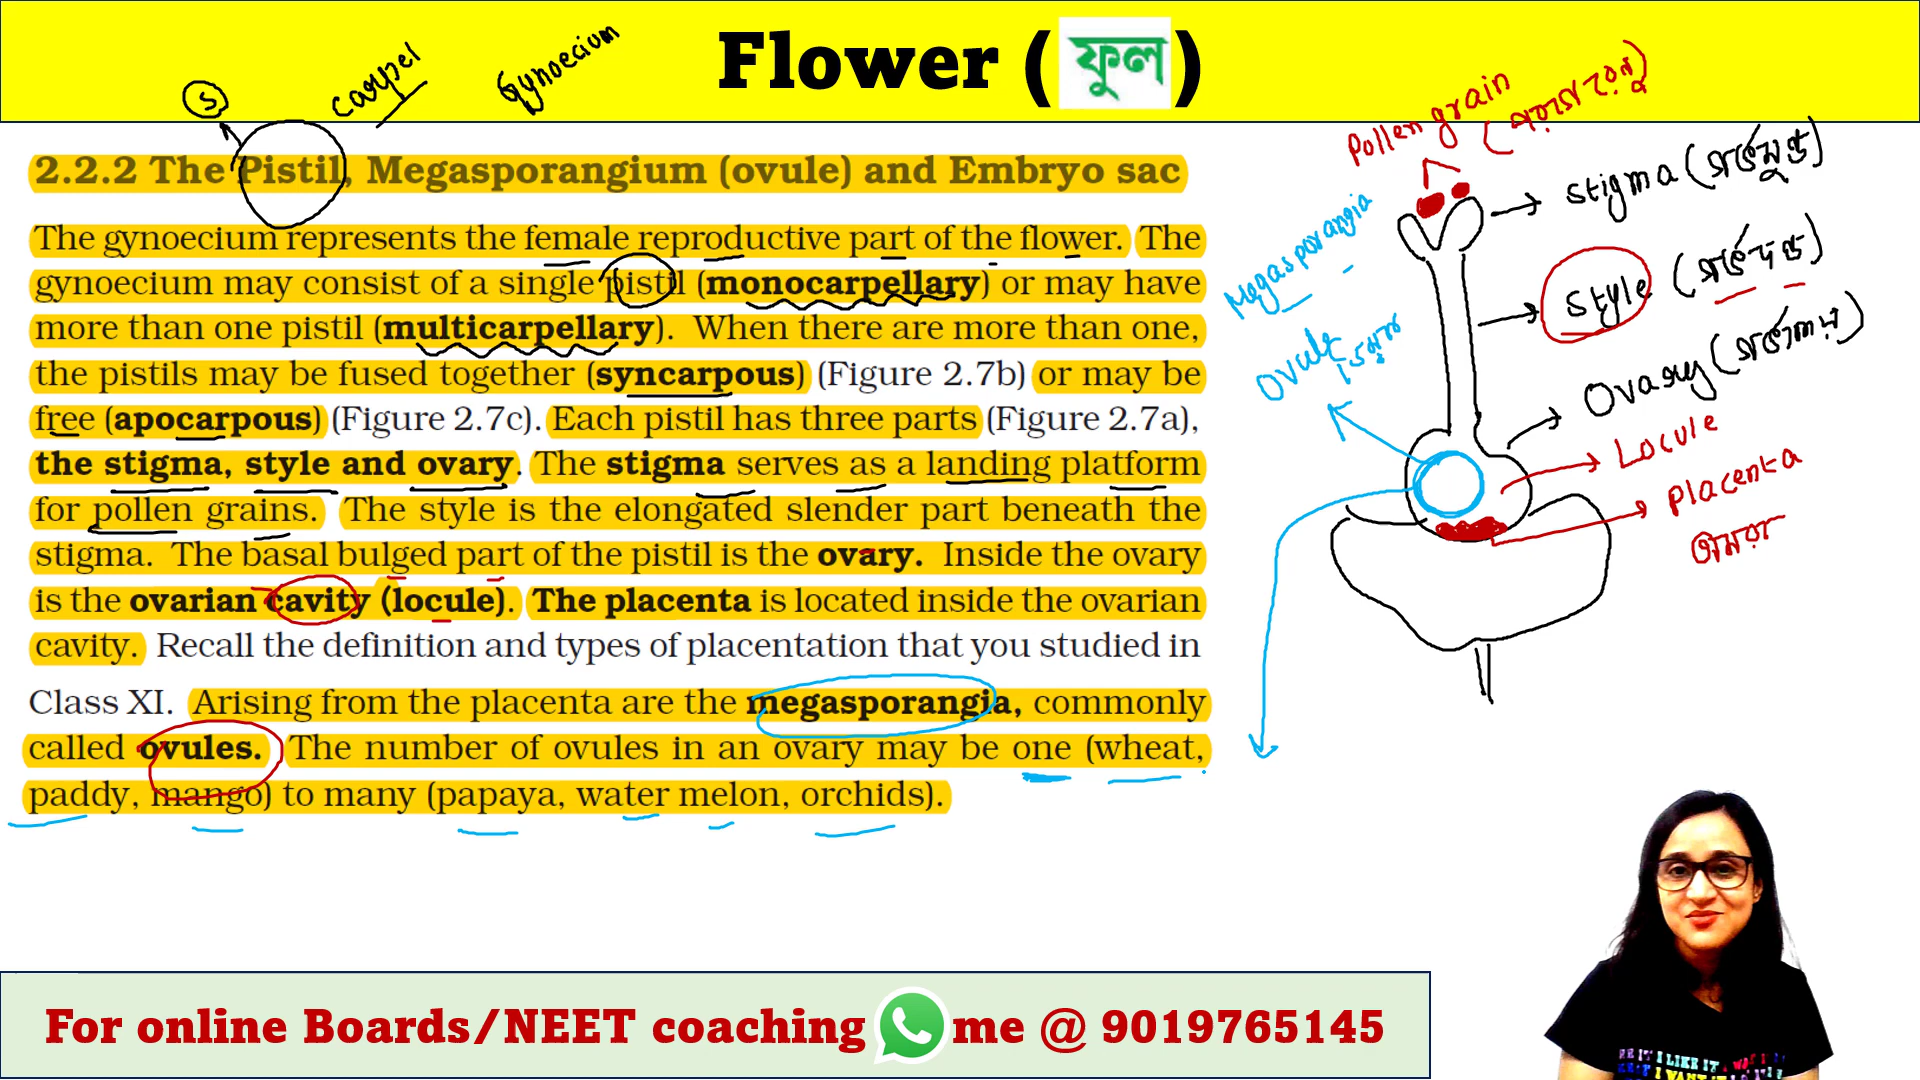 Flower (ফুল)
S
Carpel
Gynoecium
2.2.2 The Pistil, Megasporangium (ovule) and Embryo sac
The gynoecium represents the female reproductive part of the flower. The
gynoecium may consist of a single pistil (monocarpellary) or may have
more than one pistil (multicarpellary). When there are more than one,
the pistils may be fused together (syncarpous) (Figure 2.7b) or may be
free (apocarpous) (Figure 2.7c). Each pistil has three parts (Figure 2.7a),
the stigma, style and ovary. The stigma serves as a landing platform
for pollen grains. The style is the elongated slender part beneath the
stigma. The basal bulged part of the pistil is the ovary. Inside the ovary
is the ovarian cavity (locule). The placenta is located inside the ovarian
cavity. Recall the definition and types of placentation that you studied in
Class XI. Arising from the placenta are the megasporangia, commonly
called ovules. The number of ovules in an ovary may be one (wheat,
paddy, mango) to many (papaya, water melon, orchids).
Pollen grain
(পরাগরেনু)
Stigma (গর্ভমুন্ড)
Style (গর্ভদন্ড)
Ovary (গর্ভাশয়)
Locule
Placenta
অমরা
Megasporangia
Ovule
For online Boards/NEET coaching me @ 9019765145